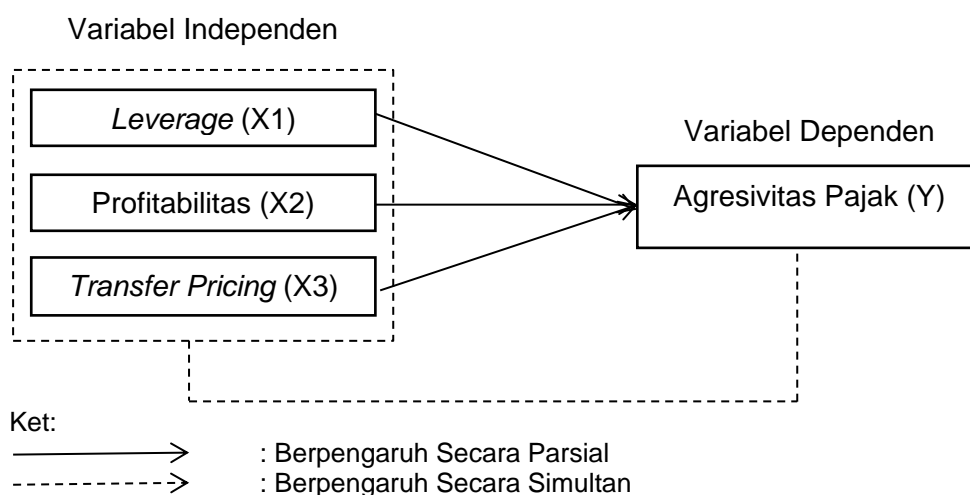 Variabel Independen
Leverage (X1)
Variabel Dependen
Profitabilitas (X2)
Agresivitas Pajak (Y)
Transfer Pricing (X3)
Ket:
: Berpengaruh Secara Parsial
: Berpengaruh Secara Simultan